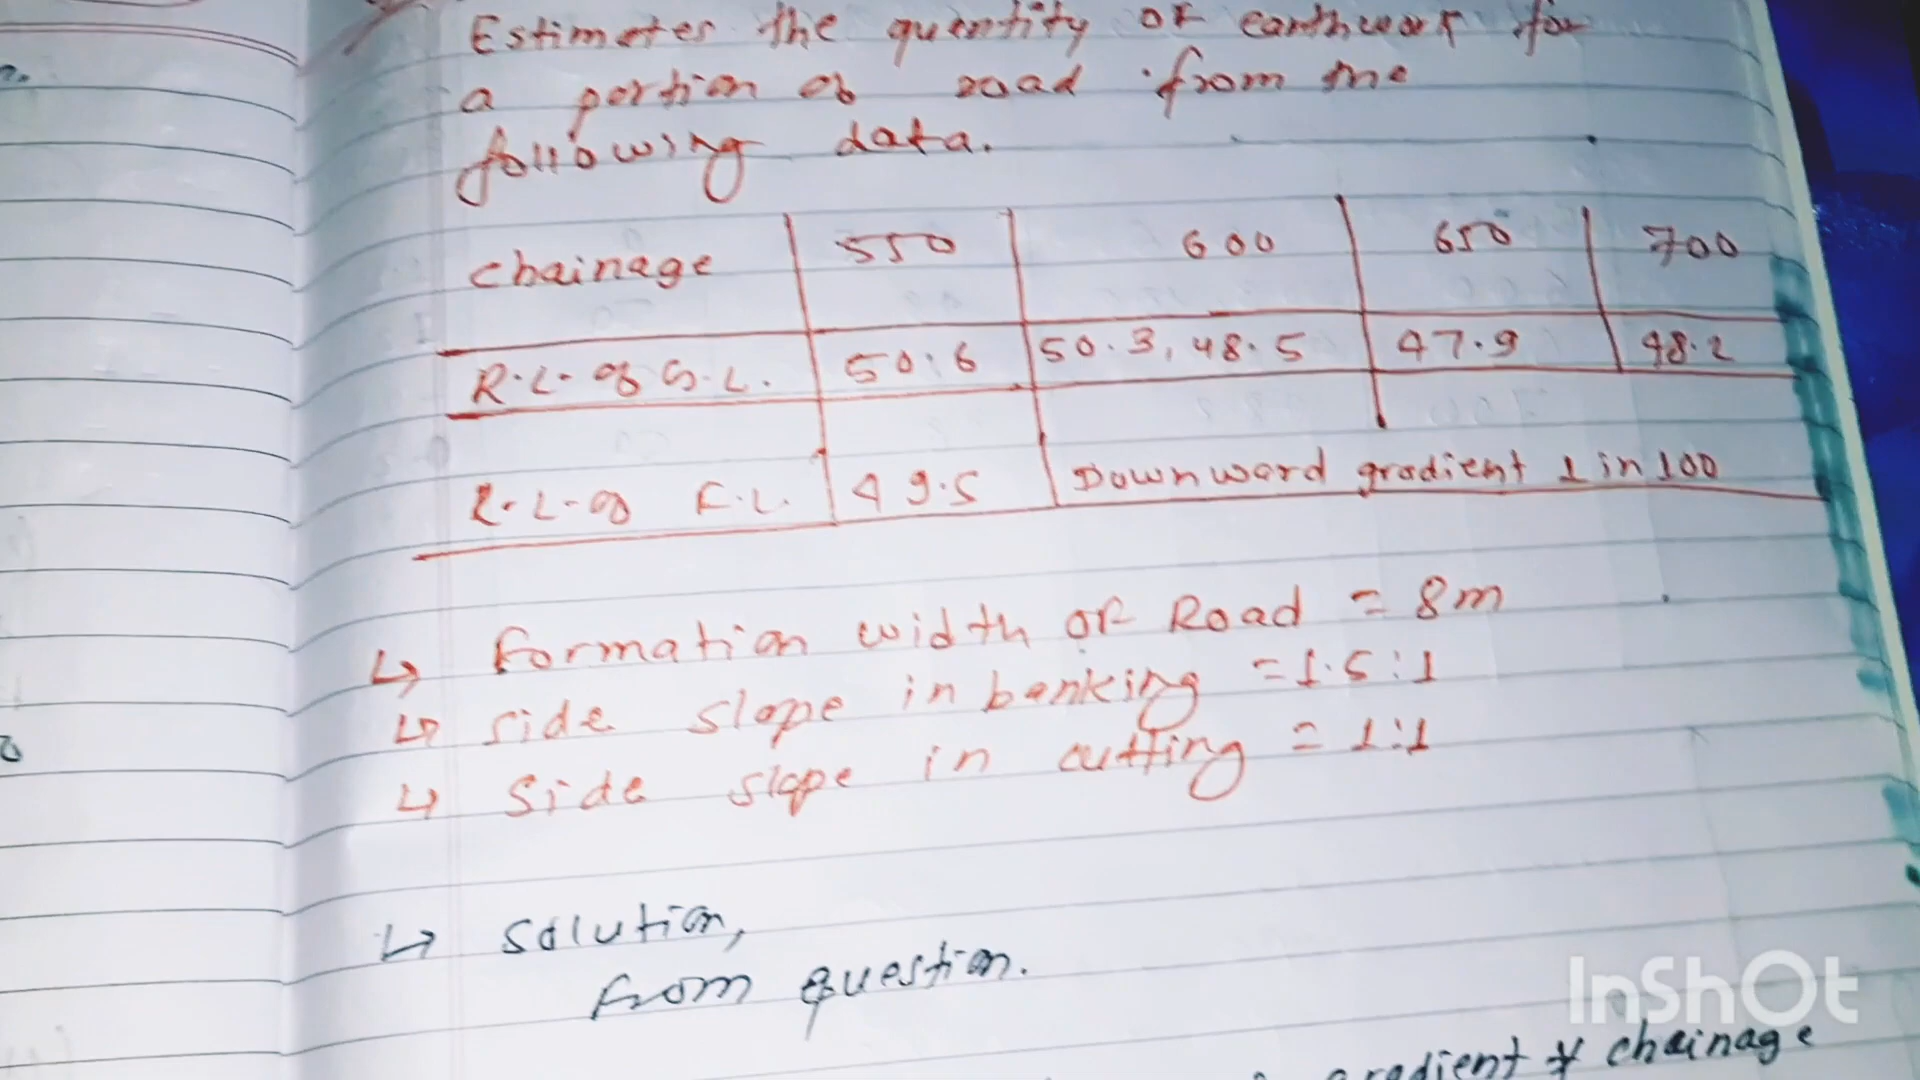 Estimates the quantity of earthwork for
a portion of road from the
following data.
Chainage 550 600 650 700
R.L. of G.L. 50.6 50.3, 48.5 47.9 48.2
R.L. of F.L. 49.5 Downward gradient 1 in 100
↳ Formation width of Road = 8m
↳ side slope in banking = 1.5:1
↳ Side slope in cutting = 1:1
↳ Solution,
from question.
gradient * chainage
InShOt